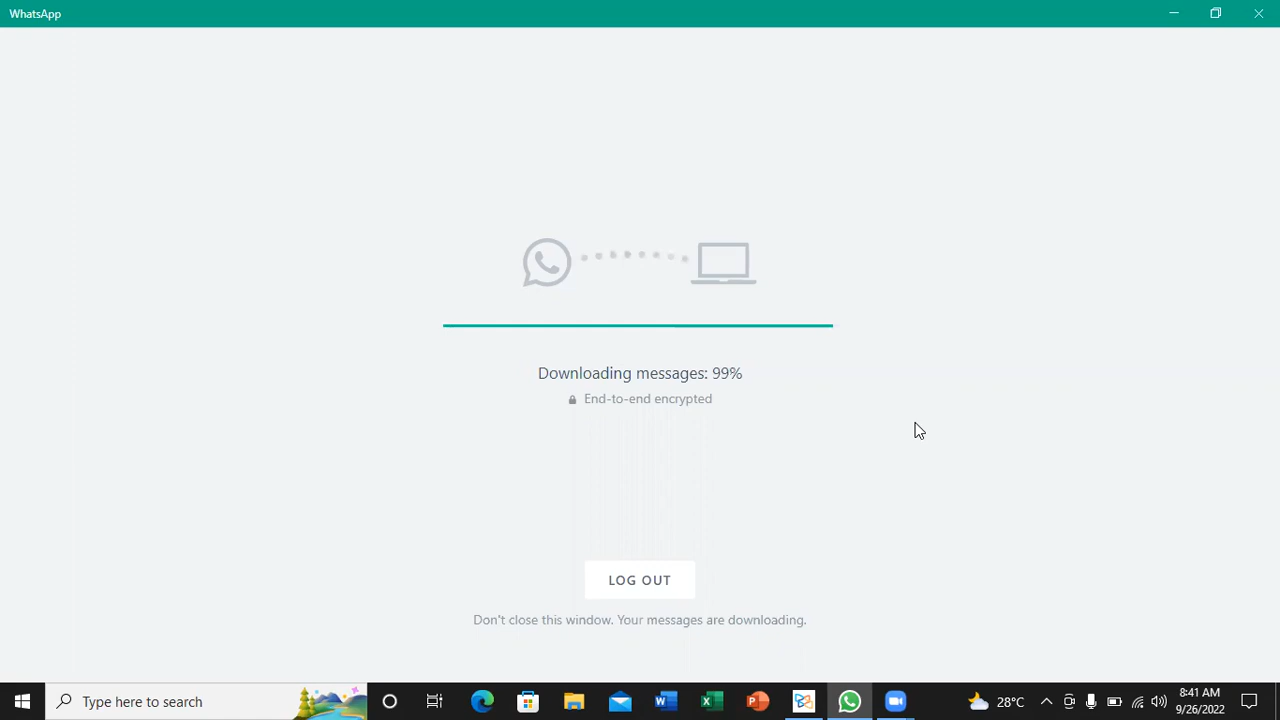 WhatsApp
Downloading messages: 99%
End-to-end encrypted
LOG OUT
Don't close this window. Your messages are downloading.
Type here to search
28°C
8:41 AM
9/26/2022